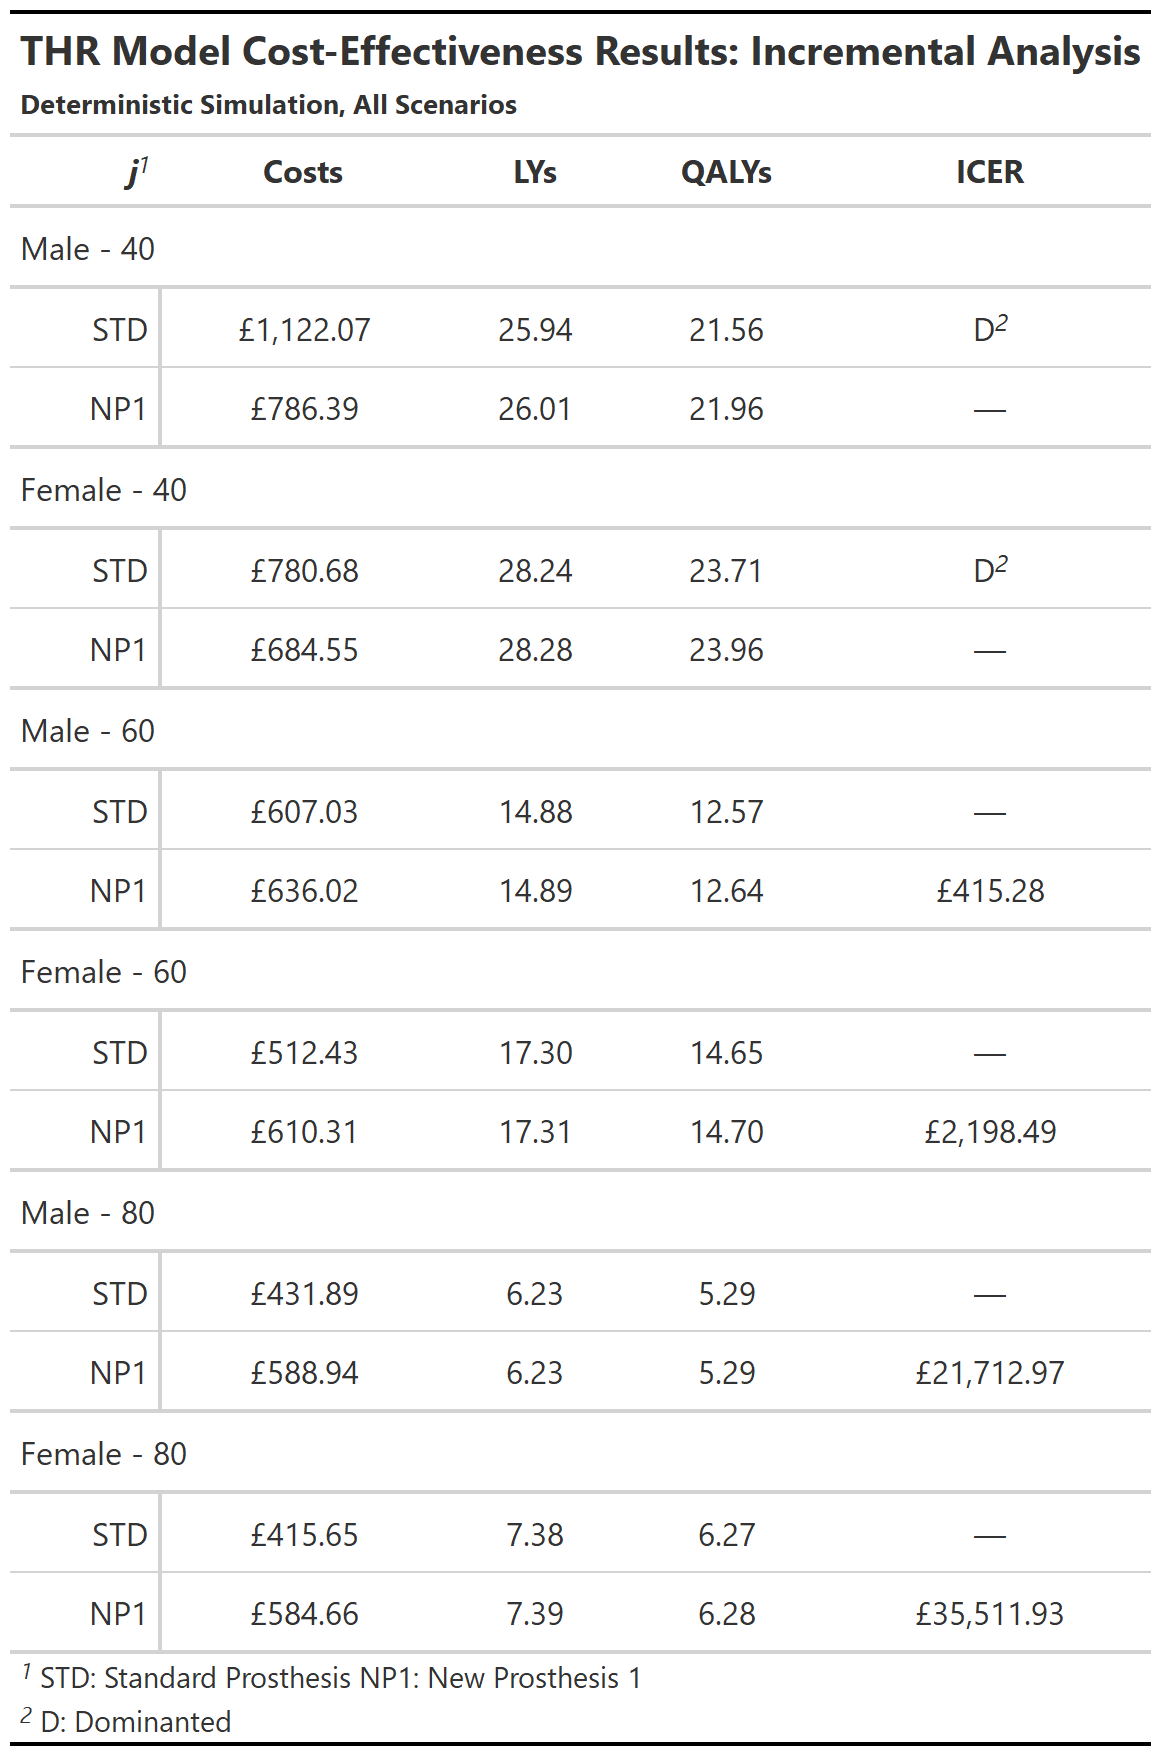 THR Model Cost-Effectiveness Results: Incremental Analysis
Deterministic Simulation, All Scenarios
j1 Costs LYs QALYs ICER
Male - 40
STD £1,122.07 25.94 21.56 D2
NP1 £786.39 26.01 21.96 —
Female - 40
STD £780.68 28.24 23.71 D2
NP1 £684.55 28.28 23.96 —
Male - 60
STD £607.03 14.88 12.57 —
NP1 £636.02 14.89 12.64 £415.28
Female - 60
STD £512.43 17.30 14.65 —
NP1 £610.31 17.31 14.70 £2,198.49
Male - 80
STD £431.89 6.23 5.29 —
NP1 £588.94 6.23 5.29 £21,712.97
Female - 80
STD £415.65 7.38 6.27 —
NP1 £584.66 7.39 6.28 £35,511.93
1 STD: Standard Prosthesis NP1: New Prosthesis 1
2 D: Dominanted